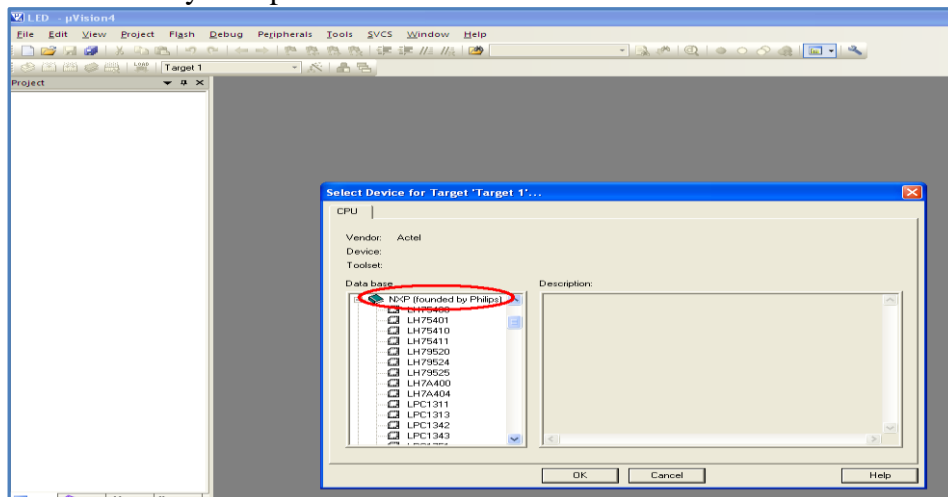 LED - µVision4
File Edit View Project Flash Debug Peripherals Tools SVCS Window Help
LOAD Target 1
Project
Select Device for Target 'Target 1'...
CPU
Vendor: Actel
Device:
Toolset:
Data base Description:
NXP (founded by Philips)
LH75400
LH75401
LH75410
LH75411
LH79520
LH79524
LH79525
LH7A400
LH7A404
LPC1311
LPC1313
LPC1342
LPC1343
OK Cancel Help